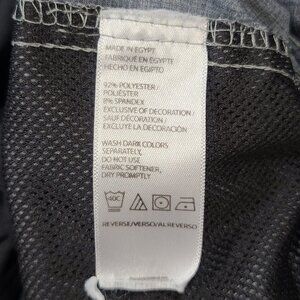 MADE IN EGYPT
FABRIQUÉ EN ÉGYPTE
HECHO EN EGIPTO
92% POLYESTER/
POLIÉSTER
8% SPANDEX
EXCLUSIVE OF DECORATION/
SAUF DÉCORATION/
EXCLUYE LA DECORACIÓN
WASH DARK COLORS
SEPARATELY,
DO NOT USE
FABRIC SOFTENER,
DRY PROMPTLY
40C
REVERSE/VERSO/AL REVERSO